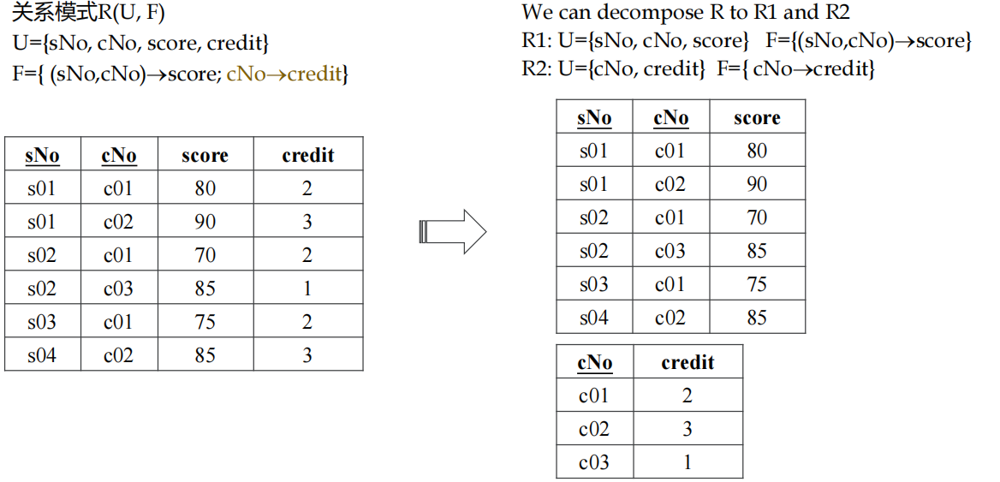 关系模式R(U, F)
U={sNo, cNo, score, credit}
F={ (sNo,cNo)→score; cNo→credit}
sNo cNo score credit
s01 c01 80 2
s01 c02 90 3
s02 c01 70 2
s02 c03 85 1
s03 c01 75 2
s04 c02 85 3
We can decompose R to R1 and R2
R1: U={sNo, cNo, score} F={(sNo,cNo)→score}
R2: U={cNo, credit} F={ cNo→credit}
sNo cNo score
s01 c01 80
s01 c02 90
s02 c01 70
s02 c03 85
s03 c01 75
s04 c02 85
cNo credit
c01 2
c02 3
c03 1